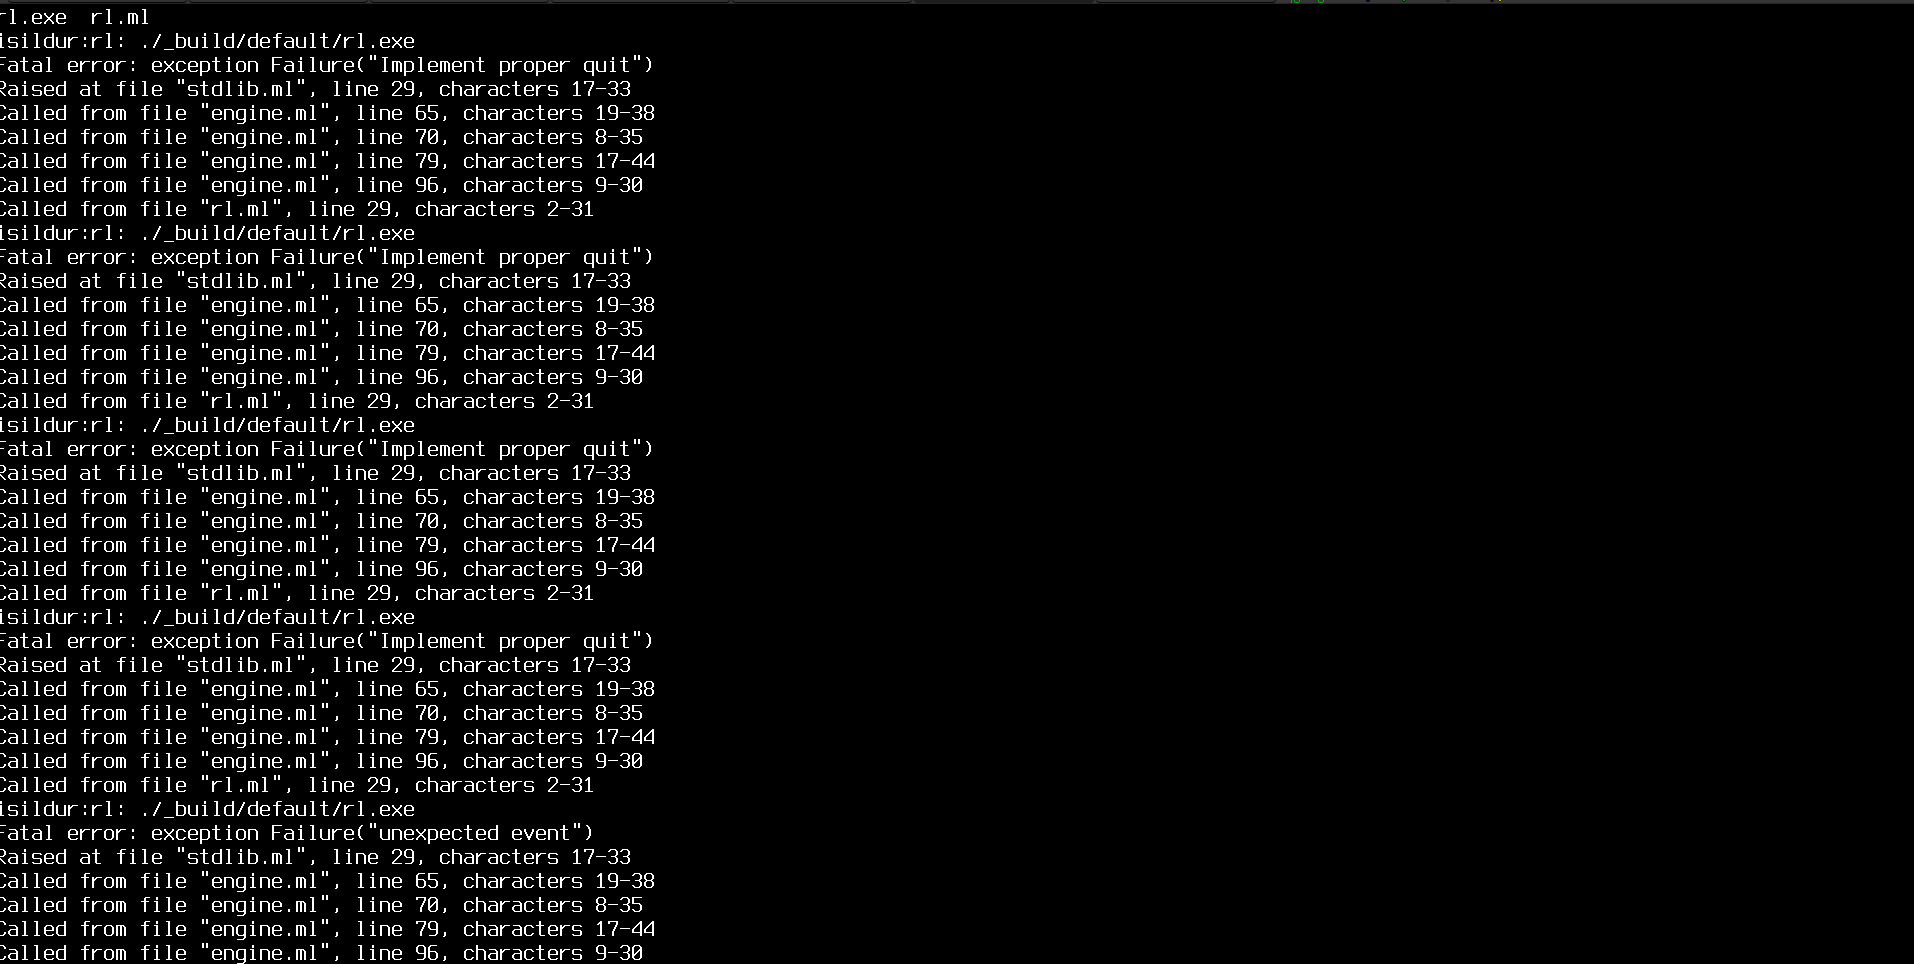 rl.exe  rl.ml
isildur:rl: ./_build/default/rl.exe
Fatal error: exception Failure("Implement proper quit")
Raised at file "stdlib.ml", line 29, characters 17-33
Called from file "engine.ml", line 65, characters 19-38
Called from file "engine.ml", line 70, characters 8-35
Called from file "engine.ml", line 79, characters 17-44
Called from file "engine.ml", line 96, characters 9-30
Called from file "rl.ml", line 29, characters 2-31
isildur:rl: ./_build/default/rl.exe
Fatal error: exception Failure("Implement proper quit")
Raised at file "stdlib.ml", line 29, characters 17-33
Called from file "engine.ml", line 65, characters 19-38
Called from file "engine.ml", line 70, characters 8-35
Called from file "engine.ml", line 79, characters 17-44
Called from file "engine.ml", line 96, characters 9-30
Called from file "rl.ml", line 29, characters 2-31
isildur:rl: ./_build/default/rl.exe
Fatal error: exception Failure("Implement proper quit")
Raised at file "stdlib.ml", line 29, characters 17-33
Called from file "engine.ml", line 65, characters 19-38
Called from file "engine.ml", line 70, characters 8-35
Called from file "engine.ml", line 79, characters 17-44
Called from file "engine.ml", line 96, characters 9-30
Called from file "rl.ml", line 29, characters 2-31
isildur:rl: ./_build/default/rl.exe
Fatal error: exception Failure("Implement proper quit")
Raised at file "stdlib.ml", line 29, characters 17-33
Called from file "engine.ml", line 65, characters 19-38
Called from file "engine.ml", line 70, characters 8-35
Called from file "engine.ml", line 79, characters 17-44
Called from file "engine.ml", line 96, characters 9-30
Called from file "rl.ml", line 29, characters 2-31
isildur:rl: ./_build/default/rl.exe
Fatal error: exception Failure("unexpected event")
Raised at file "stdlib.ml", line 29, characters 17-33
Called from file "engine.ml", line 65, characters 19-38
Called from file "engine.ml", line 70, characters 8-35
Called from file "engine.ml", line 79, characters 17-44
Called from file "engine.ml", line 96, characters 9-30